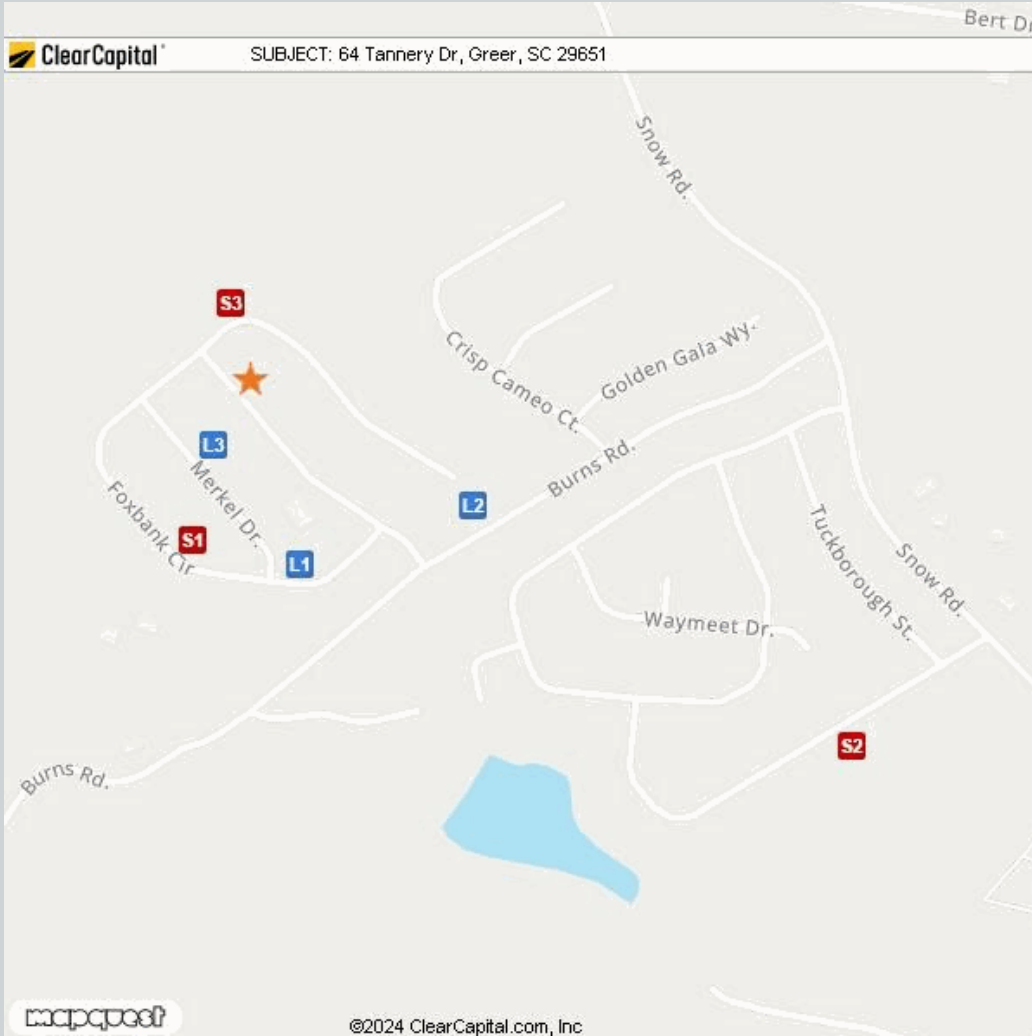 Bert Dr
ClearCapital
SUBJECT: 64 Tannery Dr, Greer, SC 29651
Snow Rd.
S3
Crisp Cameo Ct.
Golden Gala Wy.
L3
Merkel Dr.
Burns Rd.
L2
Foxbank Cir
S1
L1
Tuckborough St.
Snow Rd.
Waymeet Dr.
S2
Burns Rd.
mapquest
©2024 ClearCapital.com, Inc